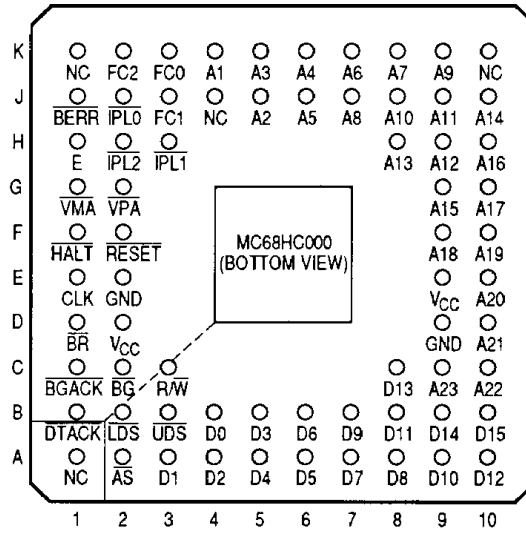 K NC FC2 FC0 A1 A3 A4 A6 A7 A9 NC
J BERR IPL0 FC1 NC A2 A5 A8 A10 A11 A14
H E IPL2 IPL1 A13 A12 A16
G VMA VPA A15 A17
F HALT RESET A18 A19
MC68HC000
(BOTTOM VIEW)
E CLK GND VCC A20
D BR VCC GND A21
C BGACK BG R/W D13 A23 A22
B DTACK LDS UDS D0 D3 D6 D9 D11 D14 D15
A NC AS D1 D2 D4 D5 D7 D8 D10 D12
1 2 3 4 5 6 7 8 9 10